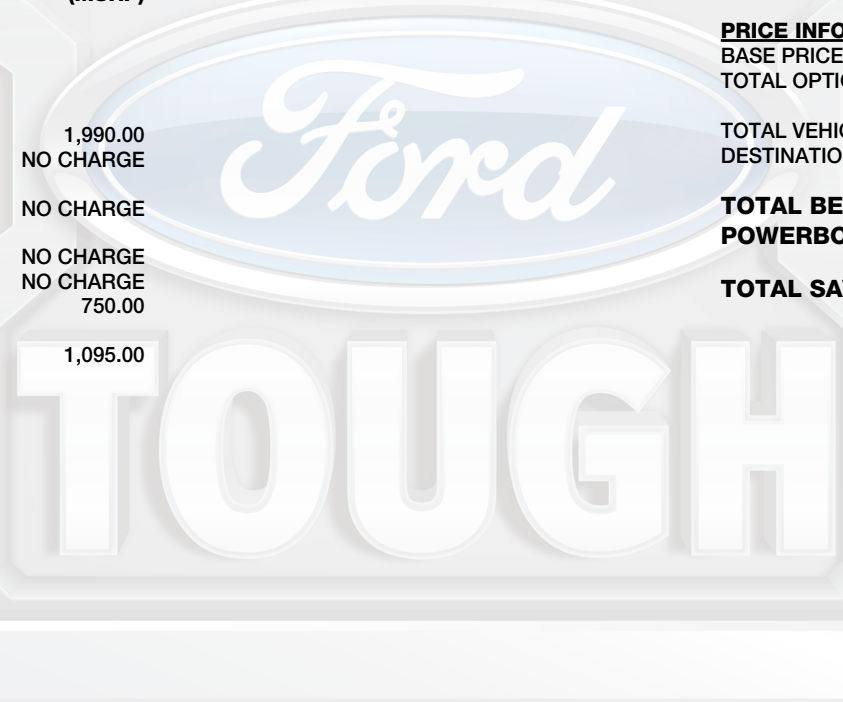 (MSRP)
1,990.00
NO CHARGE
NO CHARGE
NO CHARGE
NO CHARGE
750.00
1,095.00
PRICE INFO
BASE PRICE
TOTAL OPTI
TOTAL VEHIC
DESTINATIO
TOTAL BE
POWERBO
TOTAL SA
Ford
TOUGH